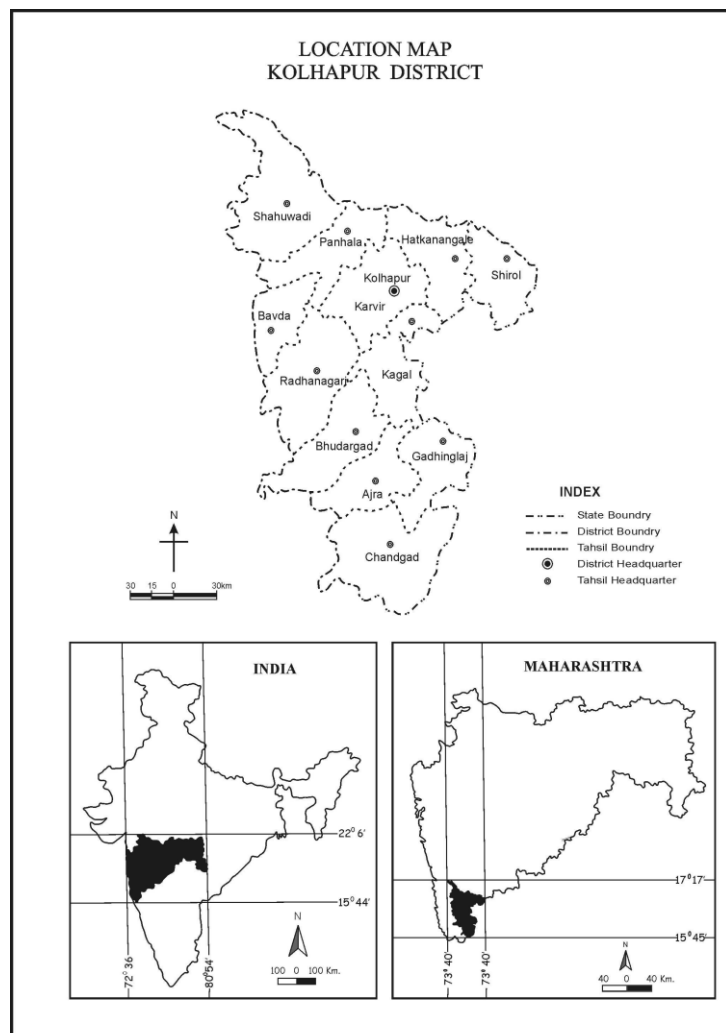 LOCATION MAP
KOLHAPUR DISTRICT
Shahuwadi
Panhala
Hatkanangale
Shirol
Kolhapur
Karvir
Bavda
Kagal
Radhanagari
Bhudargad
Gadhinglaj
Ajra
Chandgad
INDEX
State Boundry
District Boundry
Tahsil Boundry
District Headquarter
Tahsil Headquarter
N
30 15 0 30km
INDIA
22° 6'
15° 44'
N
100 0 100 Km.
72° 36
80° 54'
MAHARASHTRA
17° 17'
15° 45'
N
40 0 40 Km.
73° 40'
73° 40'